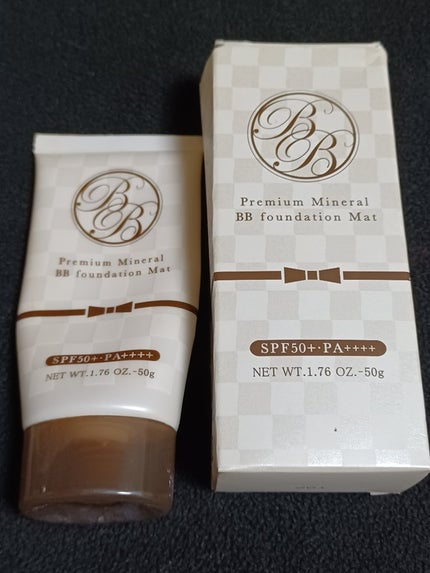 BB
Premium Mineral
BB foundation Mat
SPF50+・PA++++
NET WT.1.76 OZ.-50g
BB
Premium Mineral
BB foundation Mat
SPF50+・PA++++
NET WT.1.76 OZ.-50g